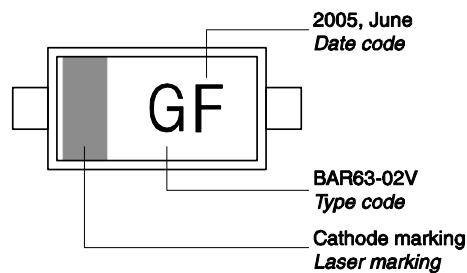 2005, June
Date code
GF
BAR63-02V
Type code
Cathode marking
Laser marking